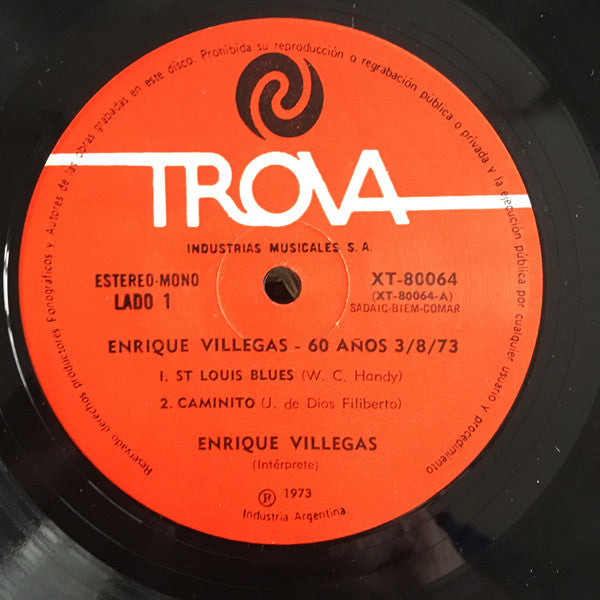 Reservado derechos productores Fonográficos y Autores de las obras grabadas en este disco. Prohibida su reproducción o regrabación pública o privada y la ejecución pública por cualquier usuario y procedimiento
TROVA
INDUSTRIAS MUSICALES S. A.
ESTEREO-MONO
LADO 1
XT-80064
(XT-80064-A)
SADAIC-BIEM-COMAR
ENRIQUE VILLEGAS - 60 AÑOS 3/8/73
1. ST LOUIS BLUES (W. C. Handy)
2. CAMINITO (J. de Dios Filiberto)
ENRIQUE VILLEGAS
(Intérprete)
℗ 1973
Industria Argentina